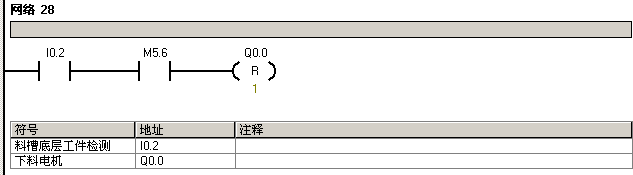 网络 28
I0.2 M5.6 Q0.0
R
1
符号 地址 注释
料槽底层工件检测 I0.2
下料电机 Q0.0